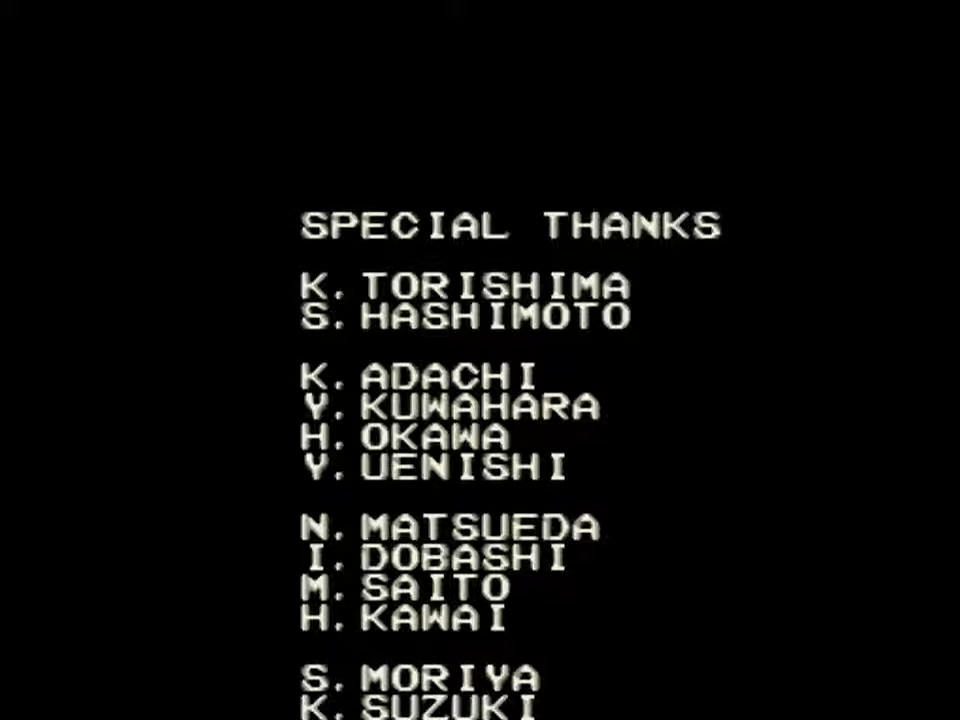 SPECIAL THANKS
K. TORISHIMA
S. HASHIMOTO
K. ADACHI
Y. KUWAHARA
H. OKAWA
Y. UENISHI
N. MATSUEDA
I. DOBASHI
M. SAITO
H. KAWAI
S. MORIYA
K. SUZUKI